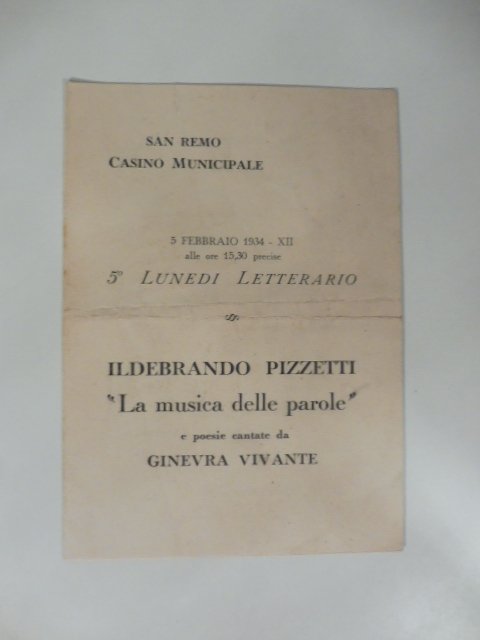 SAN REMO
CASINO MUNICIPALE
5 FEBBRAIO 1934 - XII
alle ore 15,30 precise
5° LUNEDI LETTERARIO
ILDEBRANDO PIZZETTI
"La musica delle parole"
e poesie cantate da
GINEVRA VIVANTE